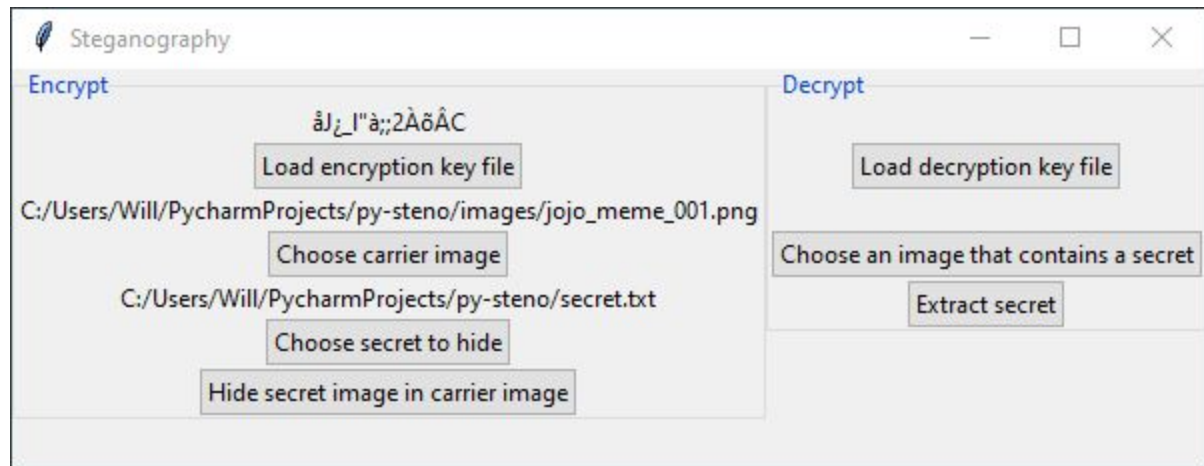 Steganography
Encrypt
åJ¿_I"à;;2ÀõÂC
Load encryption key file
C:/Users/Will/PycharmProjects/py-steno/images/jojo_meme_001.png
Choose carrier image
C:/Users/Will/PycharmProjects/py-steno/secret.txt
Choose secret to hide
Hide secret image in carrier image
Decrypt
Load decryption key file
Choose an image that contains a secret
Extract secret